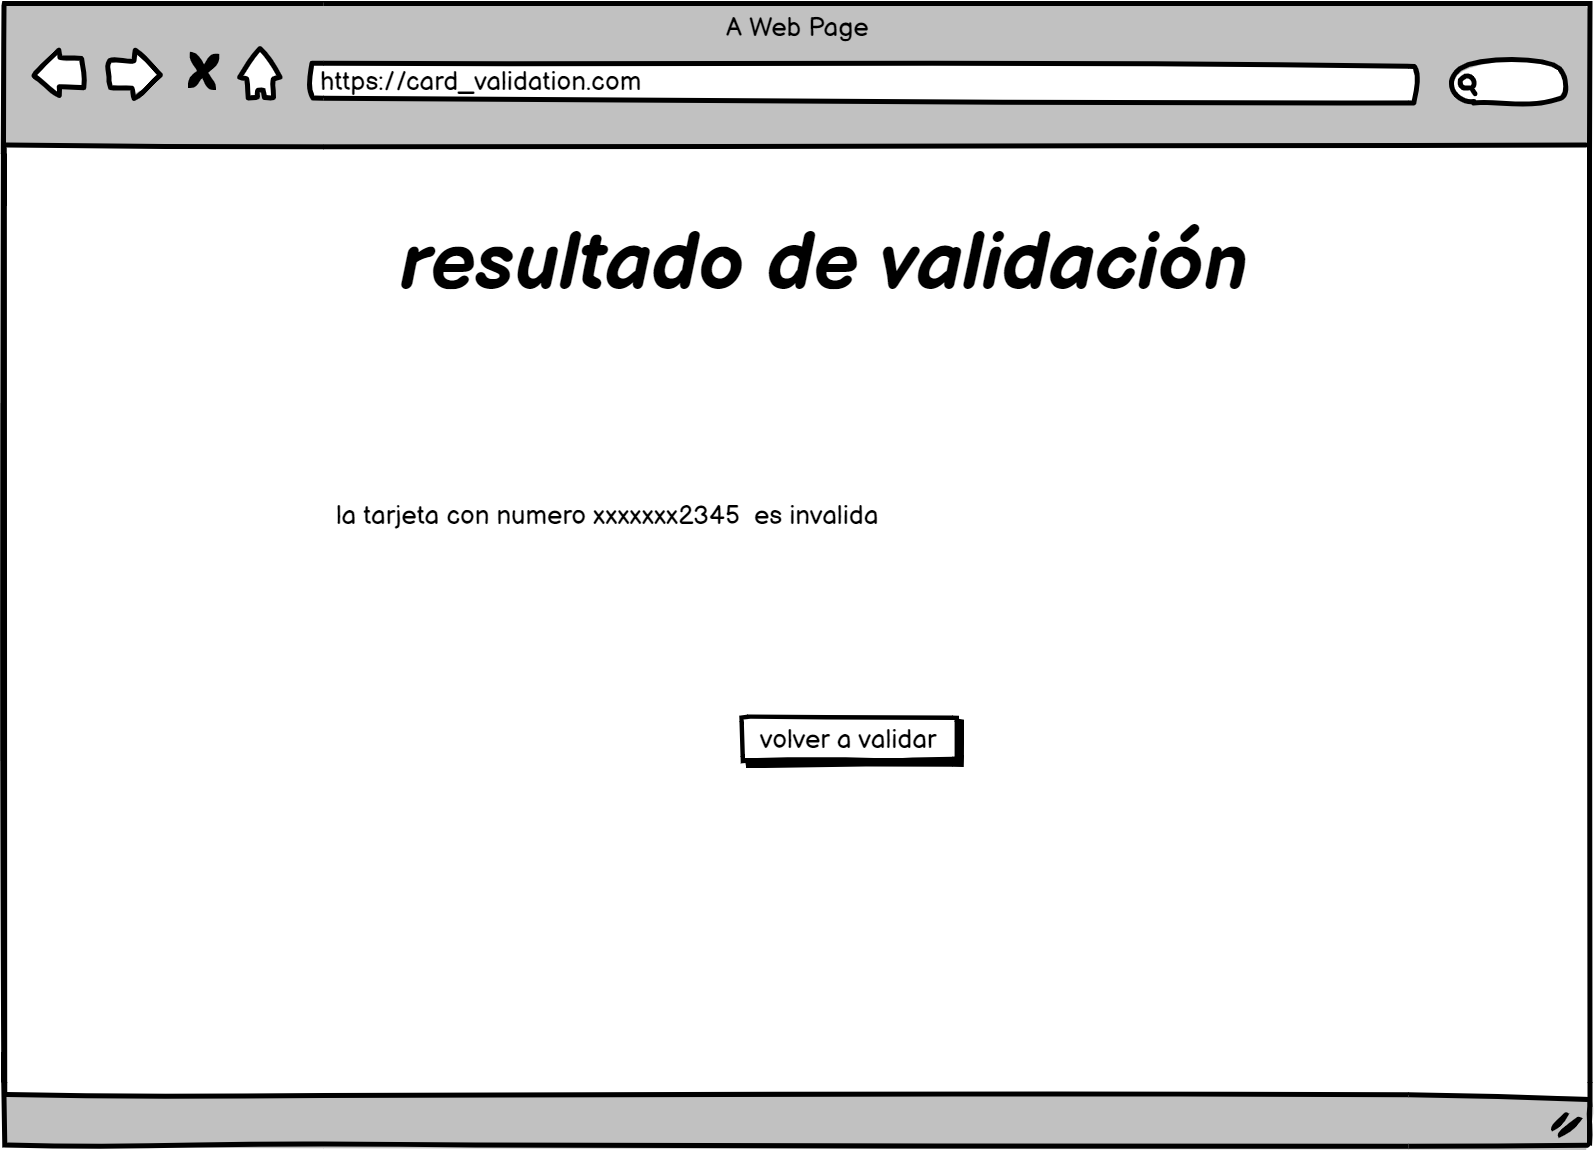 A Web Page
https://card_validation.com
resultado de validación
la tarjeta con numero xxxxxxx2345 es invalida
volver a validar